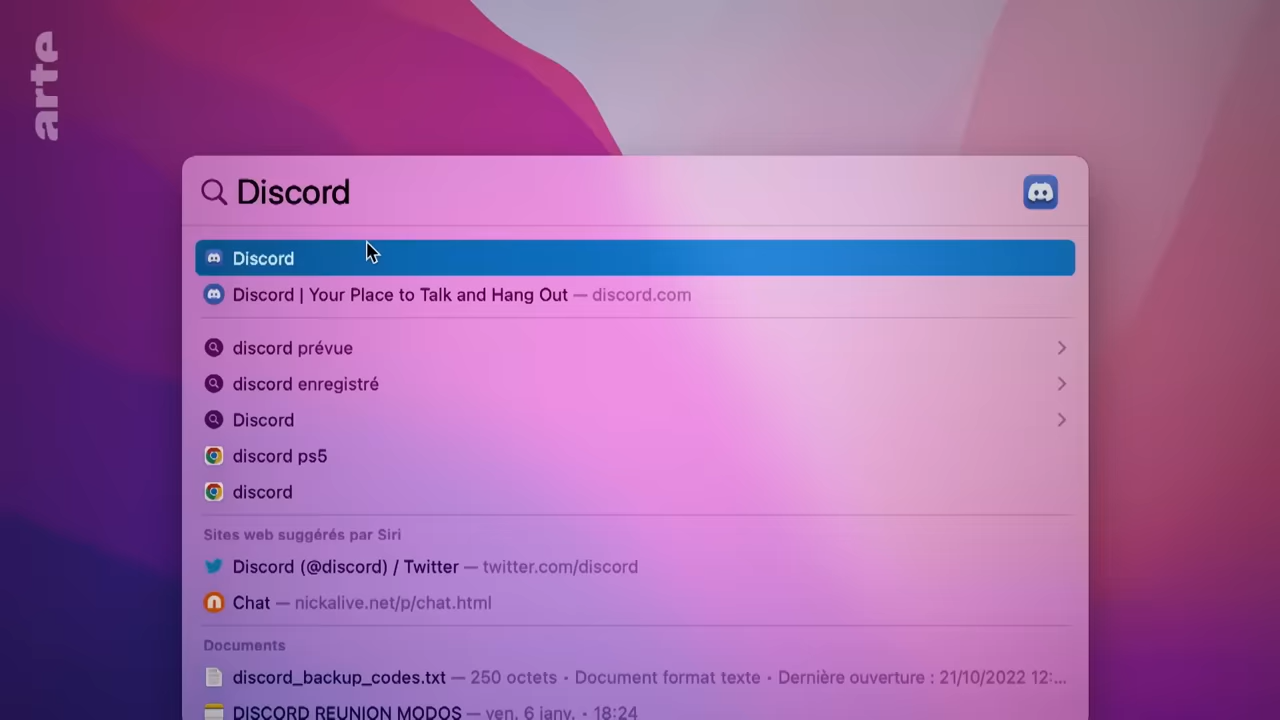 arte
Discord
Discord
Discord | Your Place to Talk and Hang Out — discord.com
discord prévue
discord enregistré
Discord
discord ps5
discord
Sites web suggérés par Siri
Discord (@discord) / Twitter — twitter.com/discord
Chat — nickalive.net/p/chat.html
Documents
discord_backup_codes.txt — 250 octets • Document format texte • Dernière ouverture : 21/10/2022 12:...
DISCORD REUNION MODOS — ven. 6 janv. • 18:24